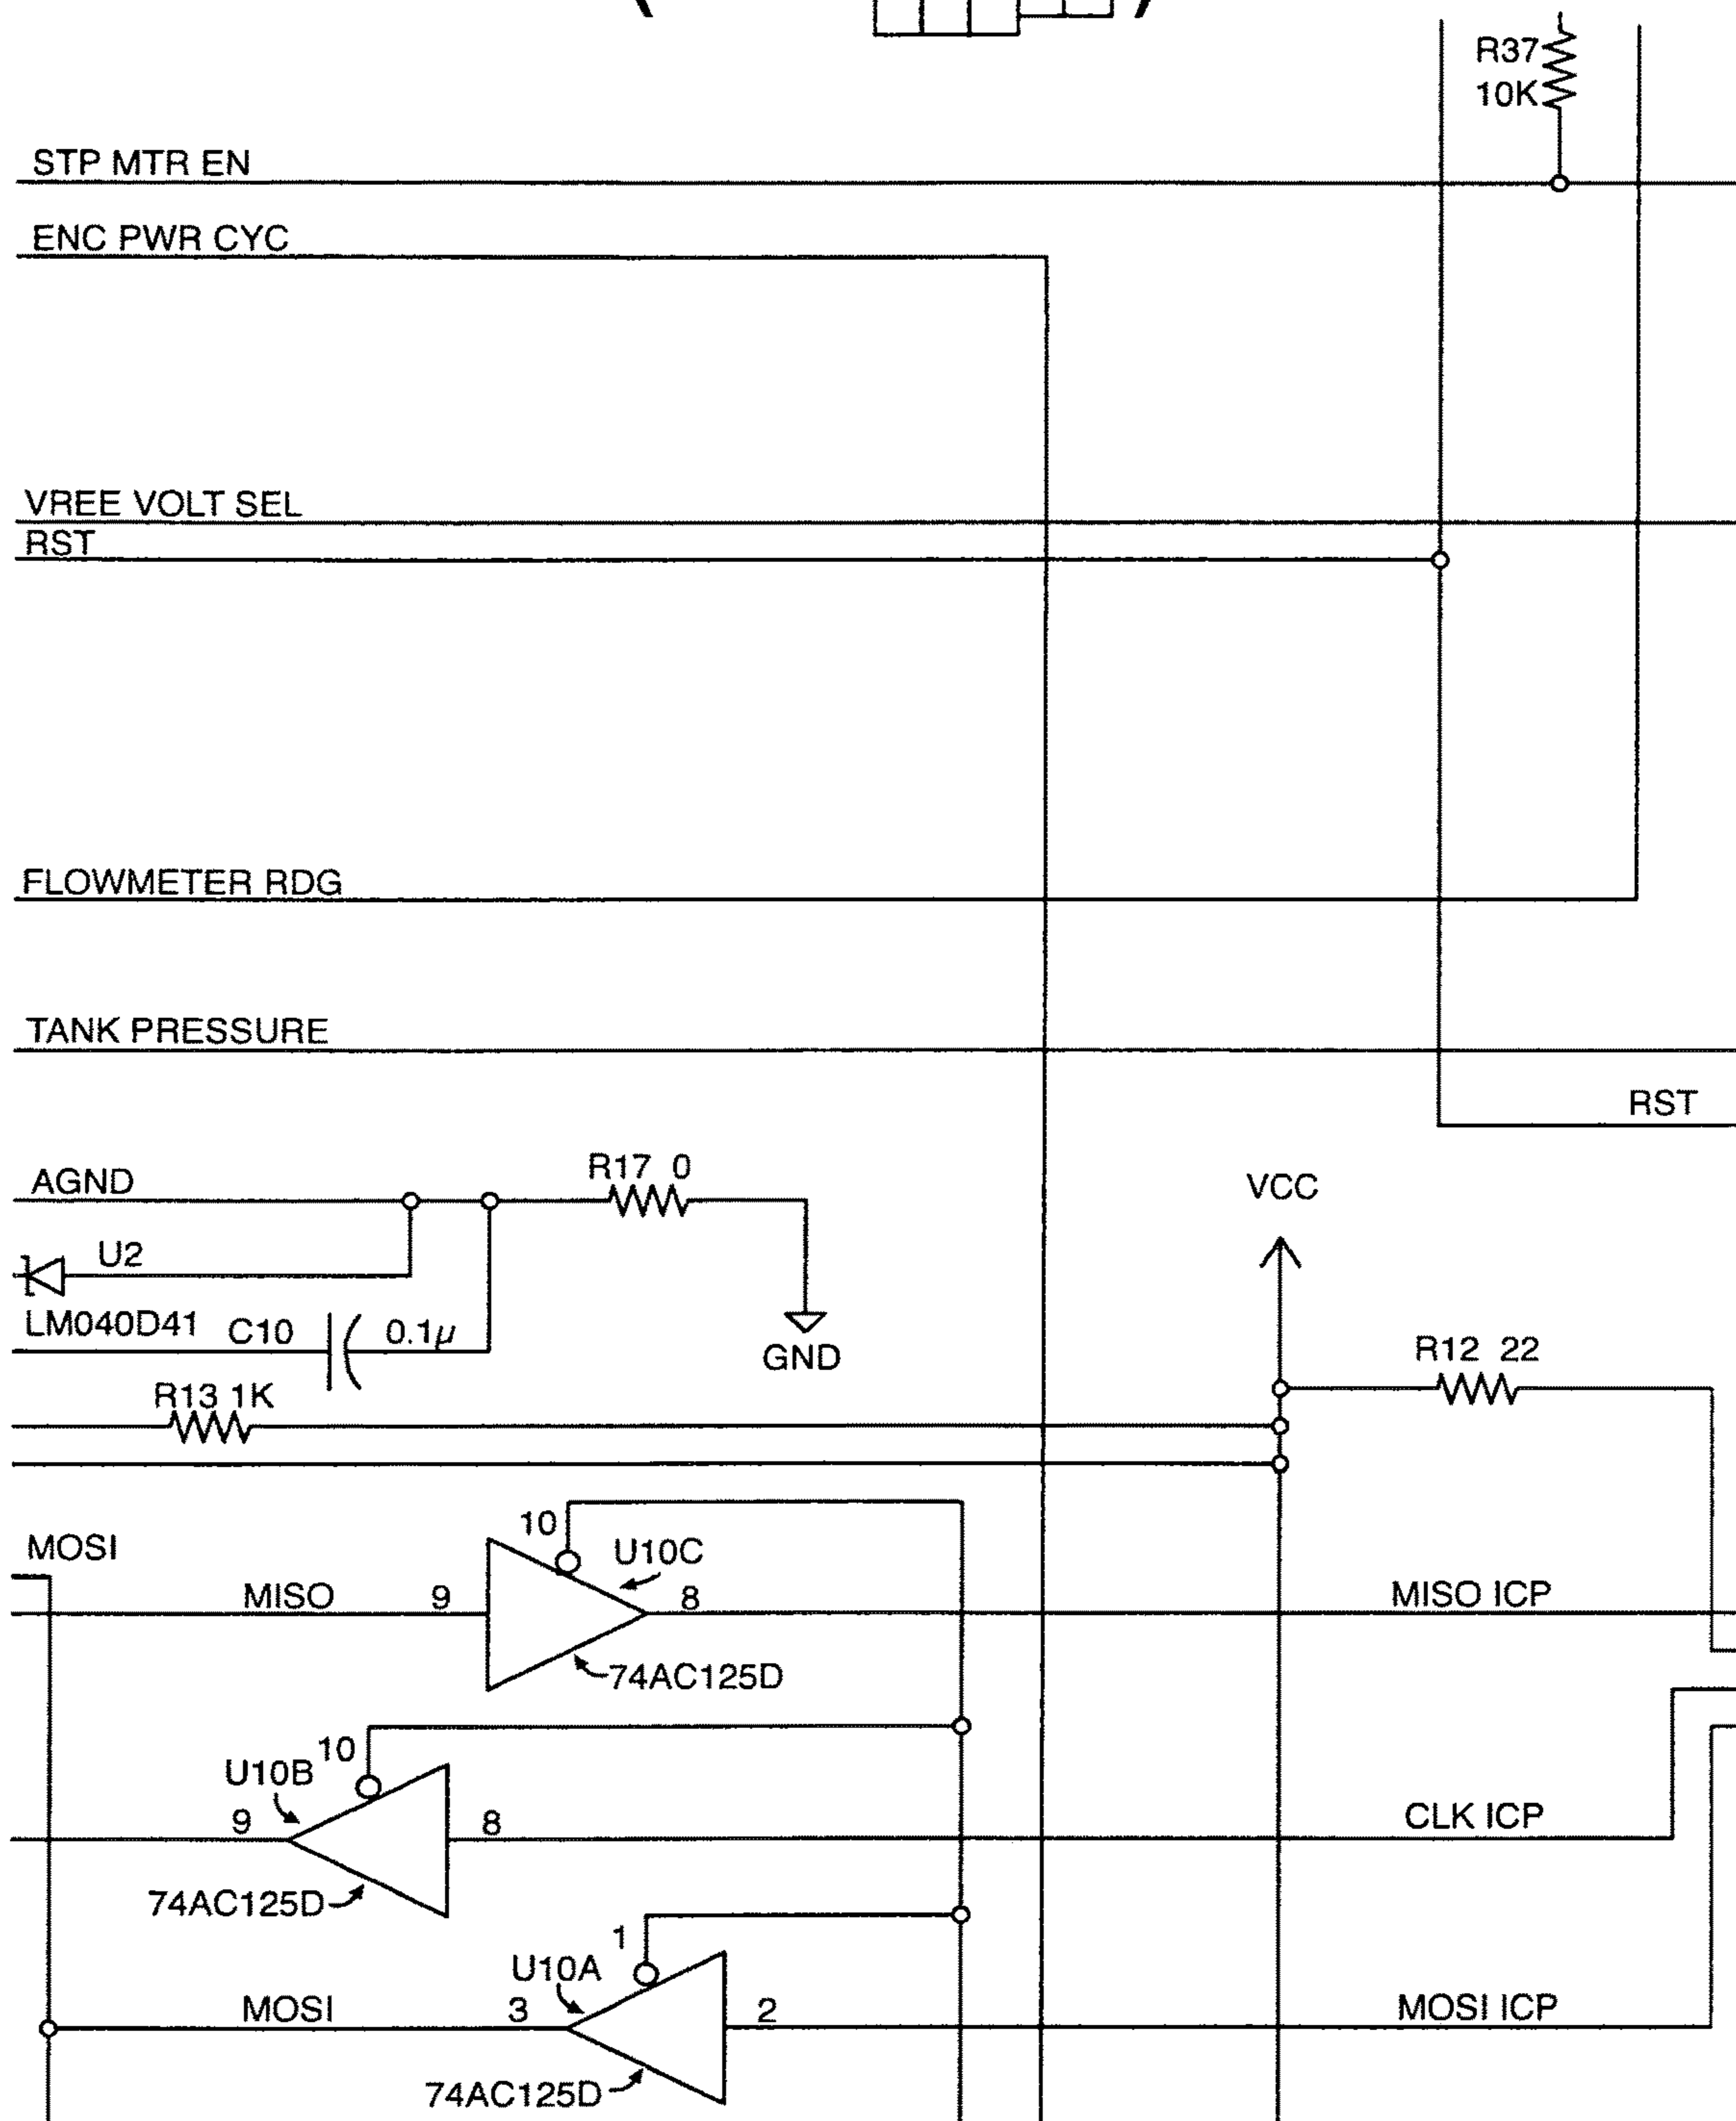 R37
10K
STP MTR EN
ENC PWR CYC
VREE VOLT SEL
RST
FLOWMETER RDG
TANK PRESSURE
RST
AGND
R17 0
VCC
U2
LM040D41
C10
0.1µ
GND
R12 22
R13 1K
10
U10C
MOSI
MISO
9
8
MISO ICP
74AC125D
10
U10B
9
8
CLK ICP
74AC125D
1
U10A
MOSI
3
2
MOSI ICP
74AC125D